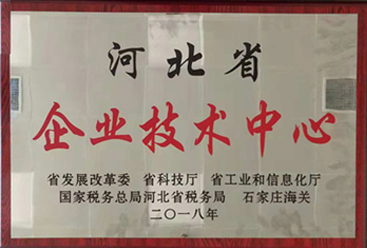 河北省
企业技术中心
省发展改革委 省科技厅 省工业和信息化厅
国家税务总局河北省税务局 石家庄海关
二〇一八年